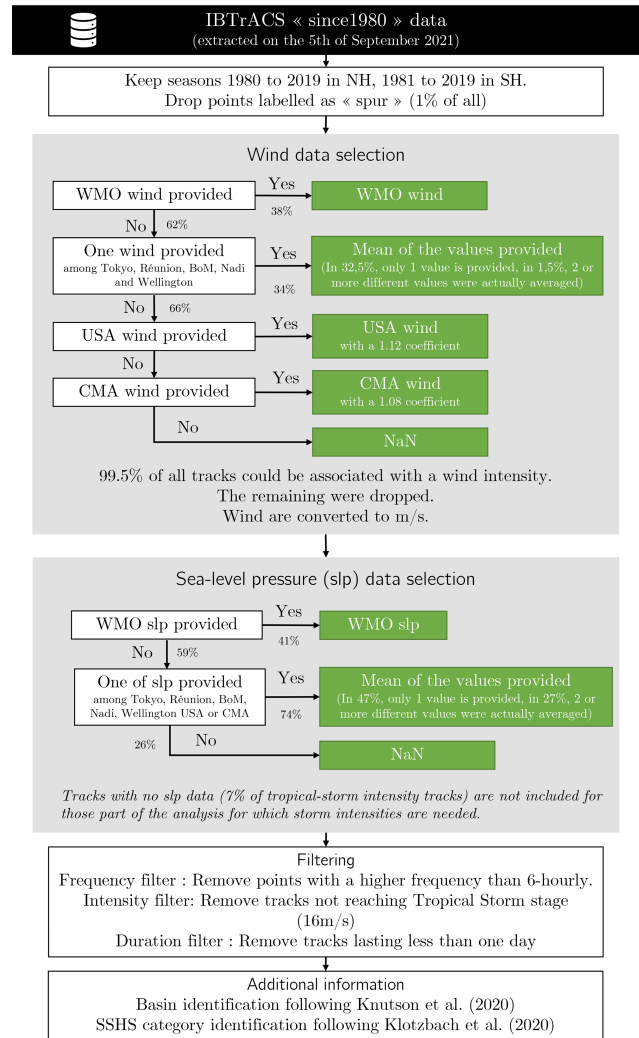 IBTrACS « since1980 » data
(extracted on the 5th of September 2021)
Keep seasons 1980 to 2019 in NH, 1981 to 2019 in SH.
Drop points labelled as « spur » (1% of all)
Wind data selection
WMO wind provided
Yes
38%
WMO wind
No
62%
One wind provided
among Tokyo, Réunion, BoM, Nadi
and Wellington
Yes
34%
Mean of the values provided
(In 32,5%, only 1 value is provided, in 1,5%, 2 or
more different values were actually averaged)
No
66%
USA wind provided
Yes
USA wind
with a 1.12 coefficient
No
CMA wind provided
Yes
CMA wind
with a 1.08 coefficient
No
NaN
99.5% of all tracks could be associated with a wind intensity.
The remaining were dropped.
Wind are converted to m/s.
Sea-level pressure (slp) data selection
WMO slp provided
Yes
41%
WMO slp
No
59%
One of slp provided
among Tokyo, Réunion, BoM,
Nadi, Wellington USA or CMA
Yes
74%
Mean of the values provided
(In 47%, only 1 value is provided, in 27%, 2 or
more different values were actually averaged)
26%
No
NaN
Tracks with no slp data (7% of tropical-storm intensity tracks) are not included for
those part of the analysis for which storm intensities are needed.
Filtering
Frequency filter : Remove points with a higher frequency than 6-hourly.
Intensity filter: Remove tracks not reaching Tropical Storm stage
(16m/s)
Duration filter : Remove tracks lasting less than one day
Additional information
Basin identification following Knutson et al. (2020)
SSHS category identification following Klotzbach et al. (2020)